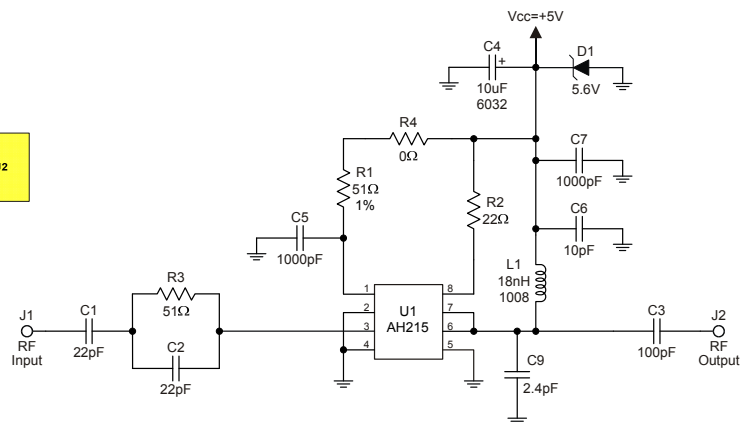 Vcc=+5V
C4
+
10uF
6032
D1
5.6V
J2
R4
0Ω
R1
51Ω
1%
R2
22Ω
C7
1000pF
C5
1000pF
C6
10pF
L1
18nH
1008
R3
51Ω
J1
RF
Input
C1
22pF
C2
22pF
1
2
3
4
U1
AH215
8
7
6
5
C9
2.4pF
C3
100pF
J2
RF
Output